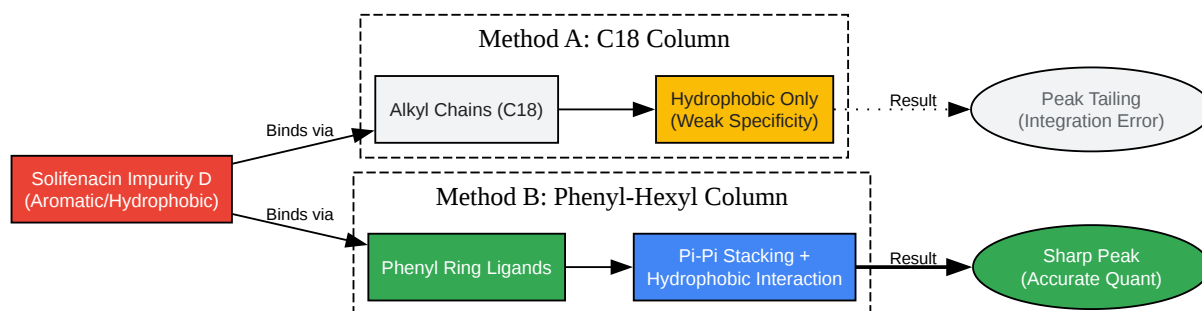 Method A: C18 Column
Alkyl Chains (C18)
Hydrophobic Only
(Weak Specificity)
Result
Peak Tailing
(Integration Error)
Binds via
Solifenacin Impurity D
(Aromatic/Hydrophobic)
Binds via
Method B: Phenyl-Hexyl Column
Phenyl Ring Ligands
Pi-Pi Stacking +
Hydrophobic Interaction
Result
Sharp Peak
(Accurate Quant)